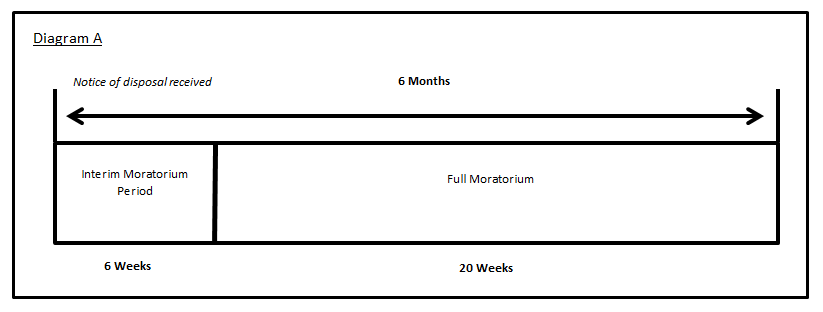 Diagram A
Notice of disposal received
6 Months
Interim Moratorium
Period
Full Moratorium
6 Weeks
20 Weeks